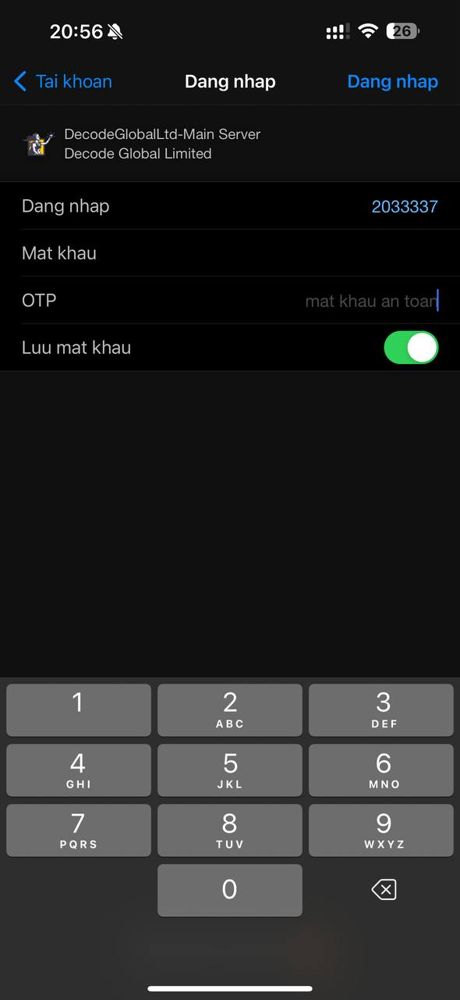 20:56
26
Tai khoan
Dang nhap
Dang nhap
DecodeGlobalLtd-Main Server
Decode Global Limited
Dang nhap
2033337
Mat khau
OTP
mat khau an toan
Luu mat khau
1
2
3
ABC
DEF
4
5
6
GHI
JKL
MNO
7
8
9
PQRS
TUV
WXYZ
0